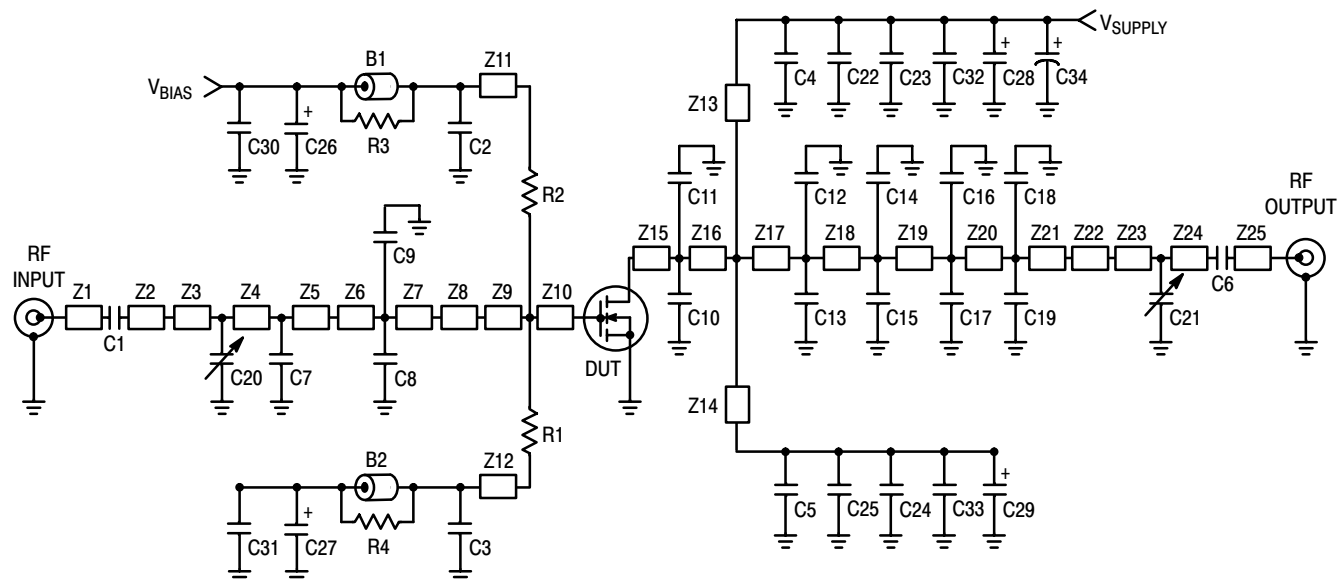 VSUPPLY
B1
Z11
VBIAS
+
R3
C30
C26
C2
C4
C22
C23
C32
+
C28
+
C34
Z13
R2
C11
C12
C14
C16
C18
RF
OUTPUT
C9
Z15
Z16
Z17
Z18
Z19
Z20
Z21
Z22
Z23
Z24
Z25
C6
RF
INPUT
Z1
Z2
Z3
Z4
Z5
Z6
Z7
Z8
Z9
Z10
C1
C20
C7
C8
DUT
C10
C13
C15
C17
C19
C21
R1
Z14
B2
Z12
+
R4
C31
C27
C3
C5
C25
C24
C33
+
C29